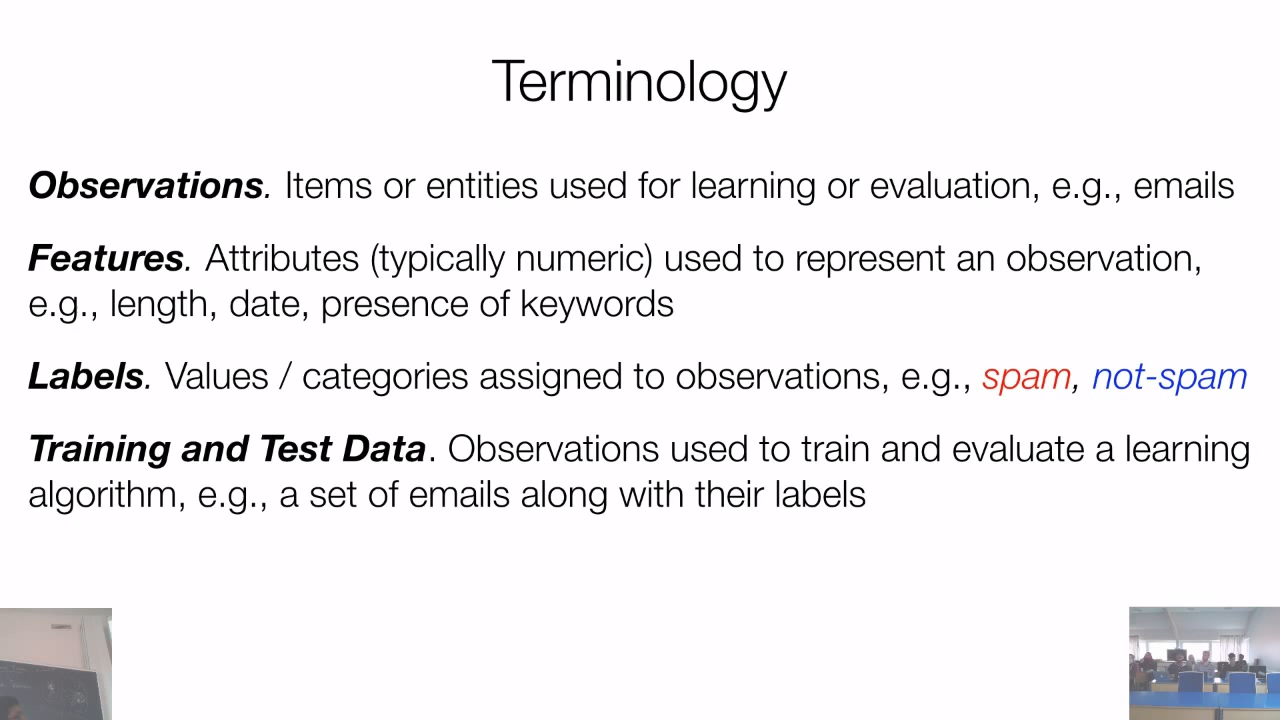 Terminology
Observations. Items or entities used for learning or evaluation, e.g., emails
Features. Attributes (typically numeric) used to represent an observation,
e.g., length, date, presence of keywords
Labels. Values / categories assigned to observations, e.g., spam, not-spam
Training and Test Data. Observations used to train and evaluate a learning
algorithm, e.g., a set of emails along with their labels